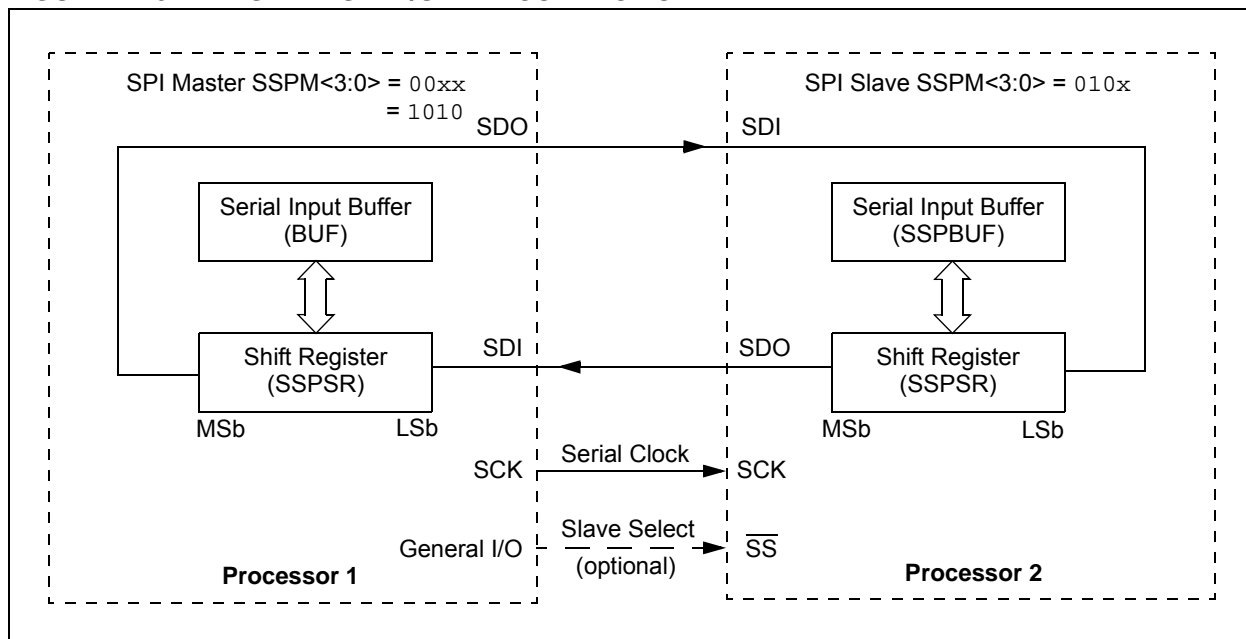 SPI Master SSPM<3:0> = 00xx
= 1010
SDO
Serial Input Buffer
(BUF)
Shift Register
(SSPSR)
MSb
LSb
SDI
SCK
General I/O
Processor 1
Serial Clock
Slave Select
(optional)
SPI Slave SSPM<3:0> = 010x
SDI
Serial Input Buffer
(SSPBUF)
SDO
Shift Register
(SSPSR)
MSb
LSb
SCK
SS
Processor 2